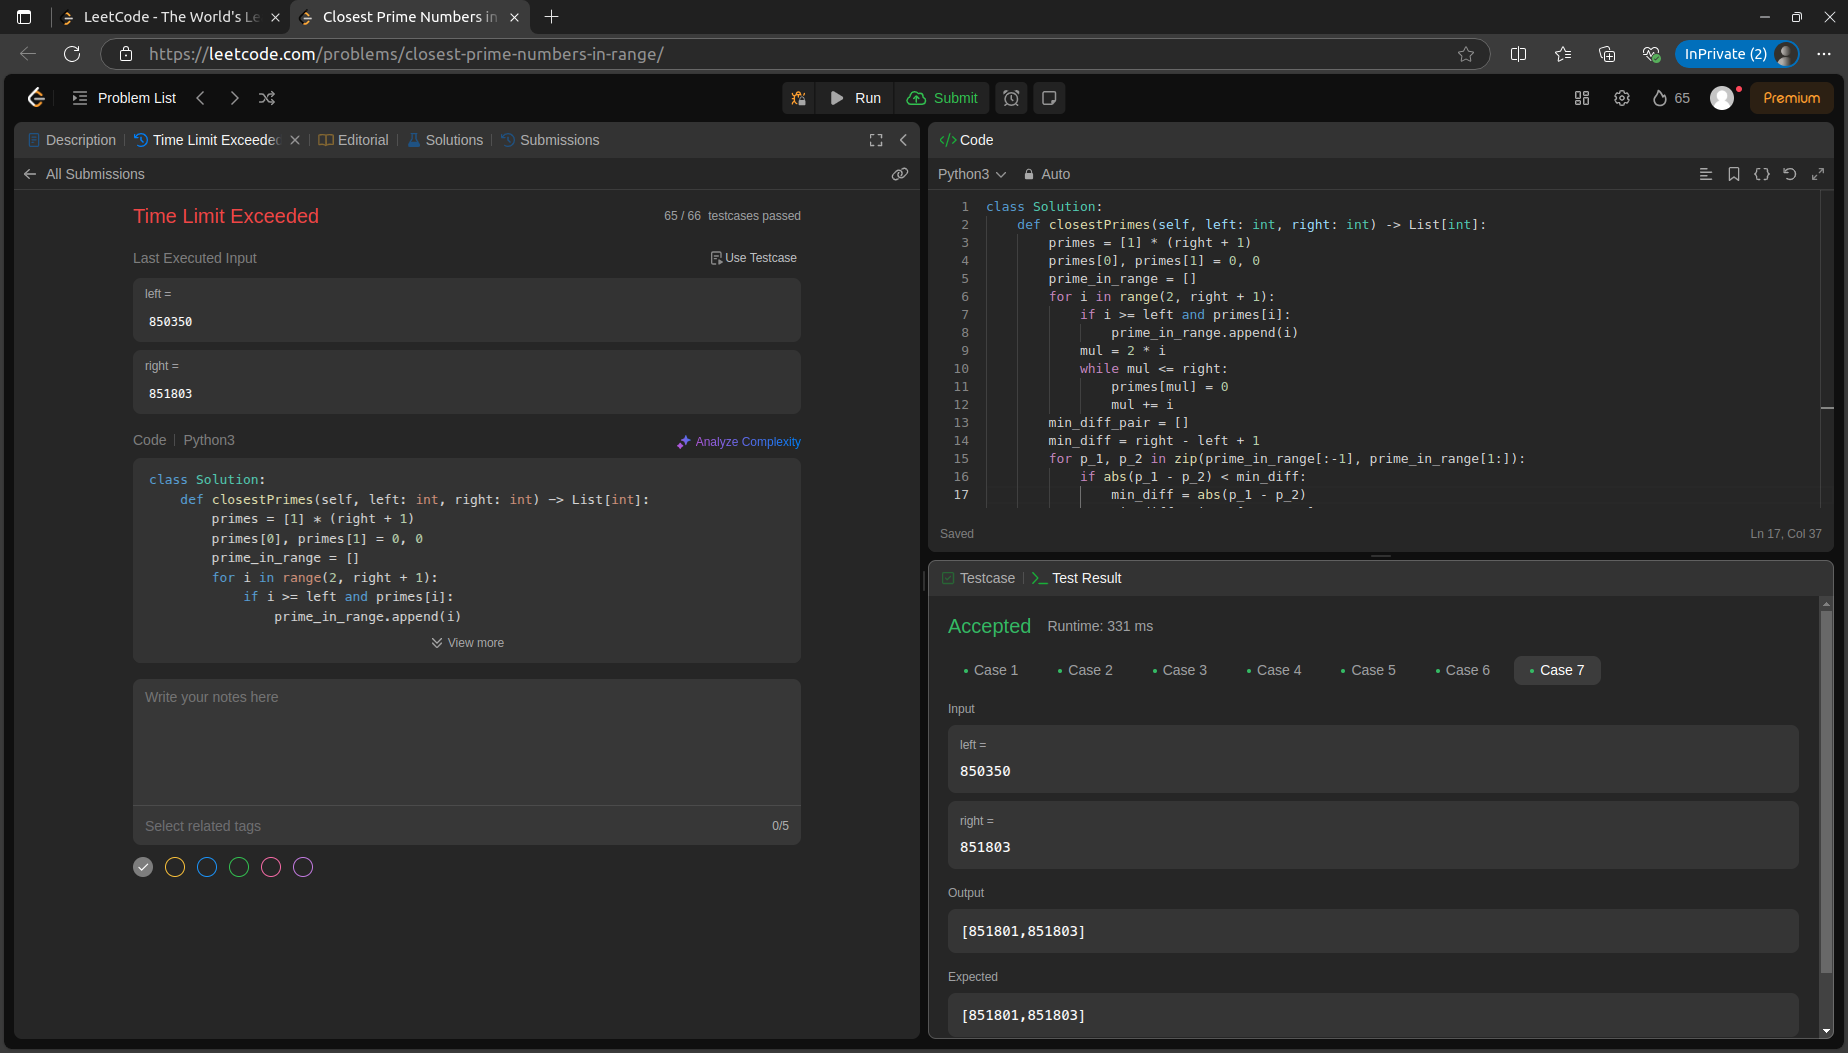 LeetCode - The World's Le
Closest Prime Numbers in
https://leetcode.com/problems/closest-prime-numbers-in-range/
InPrivate (2)
Problem List
Run
Submit
65
Premium
Description
Time Limit Exceeded
Editorial
Solutions
Submissions
All Submissions
Time Limit Exceeded
65 / 66 testcases passed
Last Executed Input
Use Testcase
left =
850350
right =
851803
Code | Python3
Analyze Complexity
class Solution:
def closestPrimes(self, left: int, right: int) -> List[int]:
primes = [1] * (right + 1)
primes[0], primes[1] = 0, 0
prime_in_range = []
for i in range(2, right + 1):
if i >= left and primes[i]:
prime_in_range.append(i)
View more
Write your notes here
Select related tags
0/5
</> Code
Python3
Auto
1 class Solution:
2 def closestPrimes(self, left: int, right: int) -> List[int]:
3 primes = [1] * (right + 1)
4 primes[0], primes[1] = 0, 0
5 prime_in_range = []
6 for i in range(2, right + 1):
7 if i >= left and primes[i]:
8 prime_in_range.append(i)
9 mul = 2 * i
10 while mul <= right:
11 primes[mul] = 0
12 mul += i
13 min_diff_pair = []
14 min_diff = right - left + 1
15 for p_1, p_2 in zip(prime_in_range[:-1], prime_in_range[1:]):
16 if abs(p_1 - p_2) < min_diff:
17 min_diff = abs(p_1 - p_2)
Saved
Ln 17, Col 37
Testcase
Test Result
Accepted
Runtime: 331 ms
Case 1
Case 2
Case 3
Case 4
Case 5
Case 6
Case 7
Input
left =
850350
right =
851803
Output
[851801,851803]
Expected
[851801,851803]